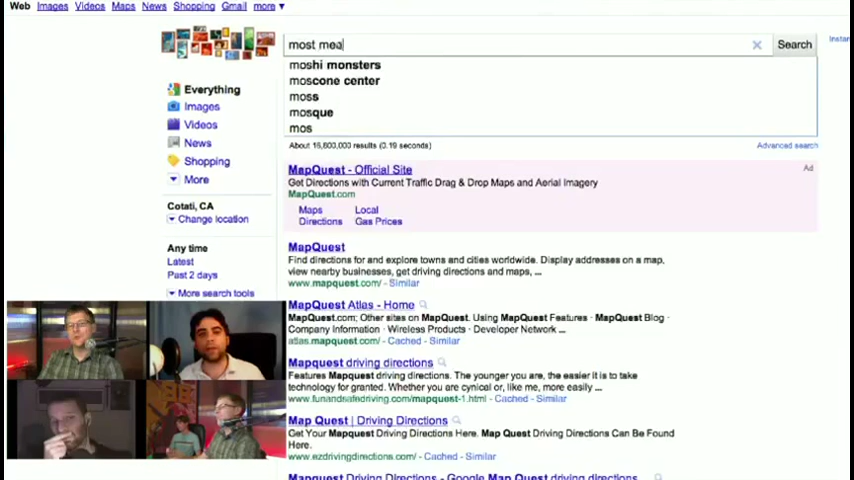 Web Images Videos Maps News Shopping Gmail more ▼
most mea
Search
Instan
moshi monsters
moscone center
moss
mosque
mos
Everything
Images
Videos
News
Shopping
More
Cotati, CA
Change location
Any time
Latest
Past 2 days
More search tools
About 16,600,000 results (0.19 seconds)
Advanced search
MapQuest - Official Site
Ad
Get Directions with Current Traffic Drag & Drop Maps and Aerial Imagery
MapQuest.com
Maps Local
Directions Gas Prices
MapQuest
Find directions for and explore towns and cities worldwide. Display addresses on a map,
view nearby businesses, get driving directions and maps, ...
www.mapquest.com/ - Similar
MapQuest Atlas - Home
MapQuest.com; Other sites on MapQuest. Using MapQuest Features · MapQuest Blog ·
Company Information · Wireless Products · Developer Network ...
atlas.mapquest.com/ - Cached - Similar
Mapquest driving directions
Features Mapquest driving directions. The younger you are, the easier it is to take
technology for granted. Whether you are cynical or, like me, more easily ...
www.funandsafedriving.com/mapquest-1.html - Cached - Similar
Map Quest | Driving Directions
Get Your Mapquest Driving Directions Here. Map Quest Driving Directions Can Be Found
Here.
www.ezdrivingdirections.com/ - Cached - Similar
Mapquest Driving Directions - Google Map Quest driving directions